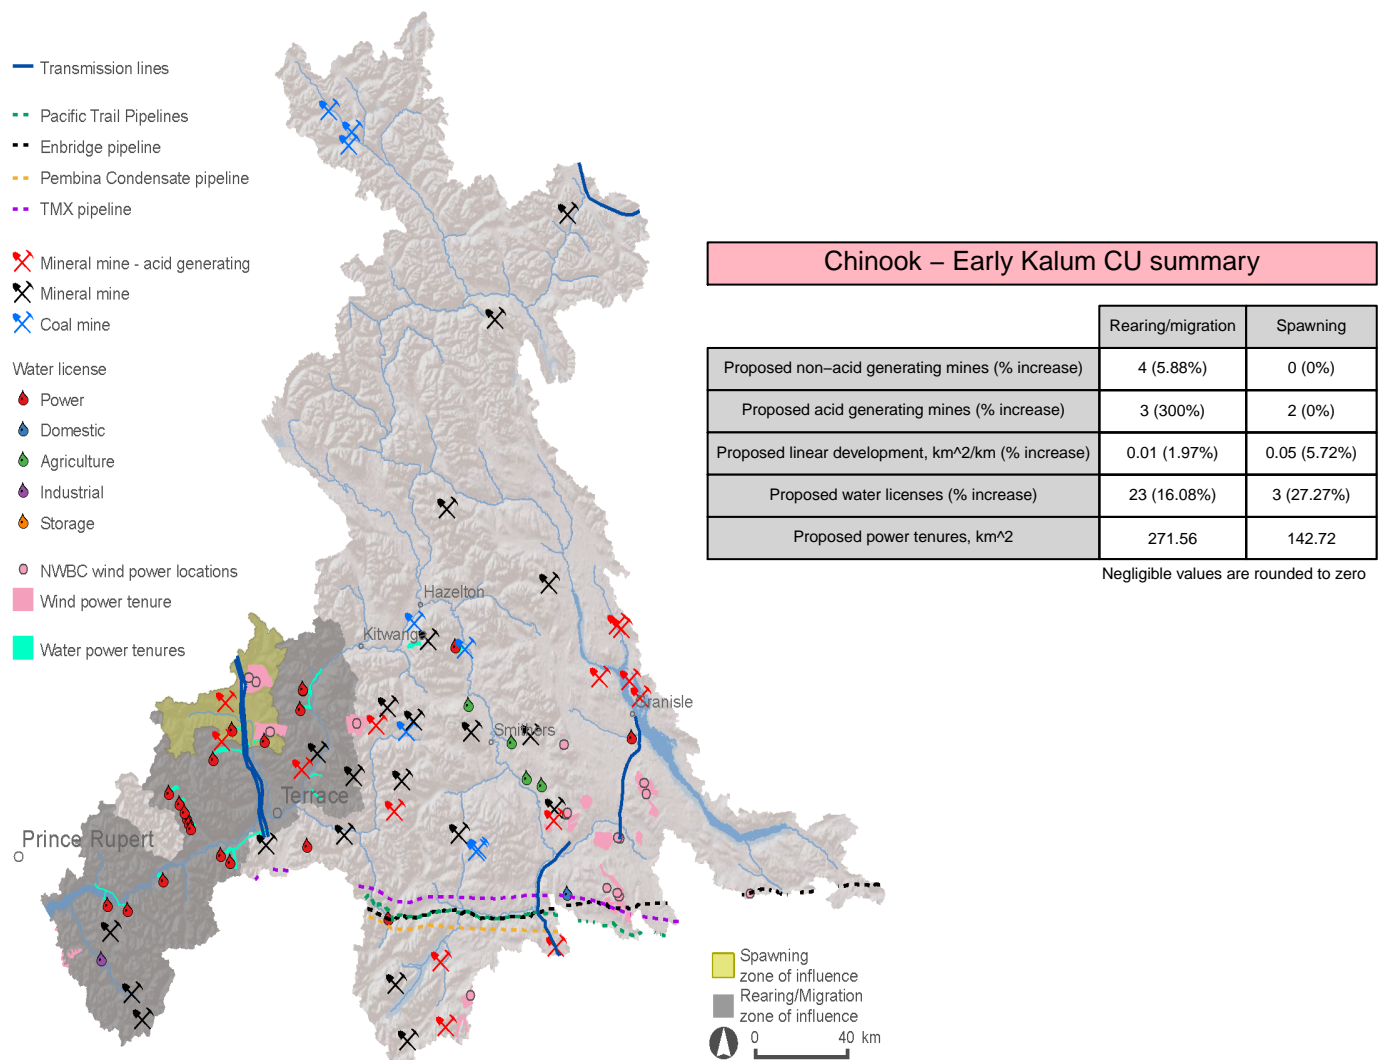 Transmission lines
Pacific Trail Pipelines
Enbridge pipeline
Pembina Condensate pipeline
TMX pipeline
Mineral mine - acid generating
Mineral mine
Coal mine
Water license
Power
Domestic
Agriculture
Industrial
Storage
NWBC wind power locations
Wind power tenure
Water power tenures
Hazelton
Kitwanga
Granisle
Smithers
Terrace
Prince Rupert
Chinook – Early Kalum CU summary
Rearing/migration Spawning
Proposed non–acid generating mines (% increase) 4 (5.88%) 0 (0%)
Proposed acid generating mines (% increase) 3 (300%) 2 (0%)
Proposed linear development, km^2/km (% increase) 0.01 (1.97%) 0.05 (5.72%)
Proposed water licenses (% increase) 23 (16.08%) 3 (27.27%)
Proposed power tenures, km^2 271.56 142.72
Negligible values are rounded to zero
Spawning
zone of influence
Rearing/Migration
zone of influence
0 40 km